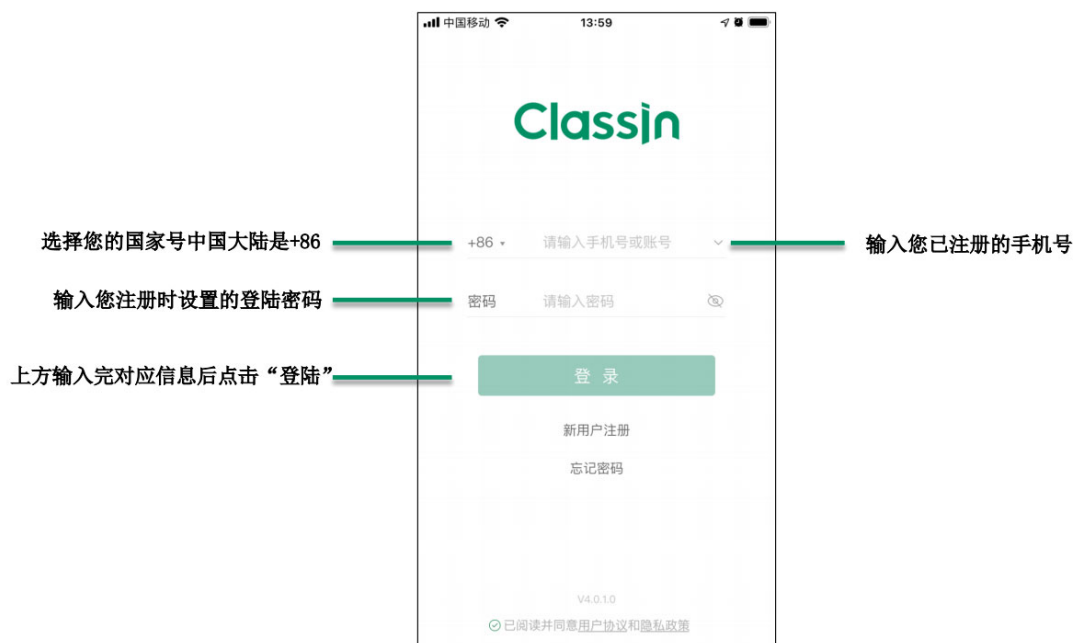 中国移动 13:59
ClassIn
选择您的国家号中国大陆是+86
+86 请输入手机号或账号
输入您已注册的手机号
输入您注册时设置的登陆密码
密码 请输入密码
上方输入完对应信息后点击“登陆”
登 录
新用户注册
忘记密码
V4.0.1.0
已阅读并同意用户协议和隐私政策